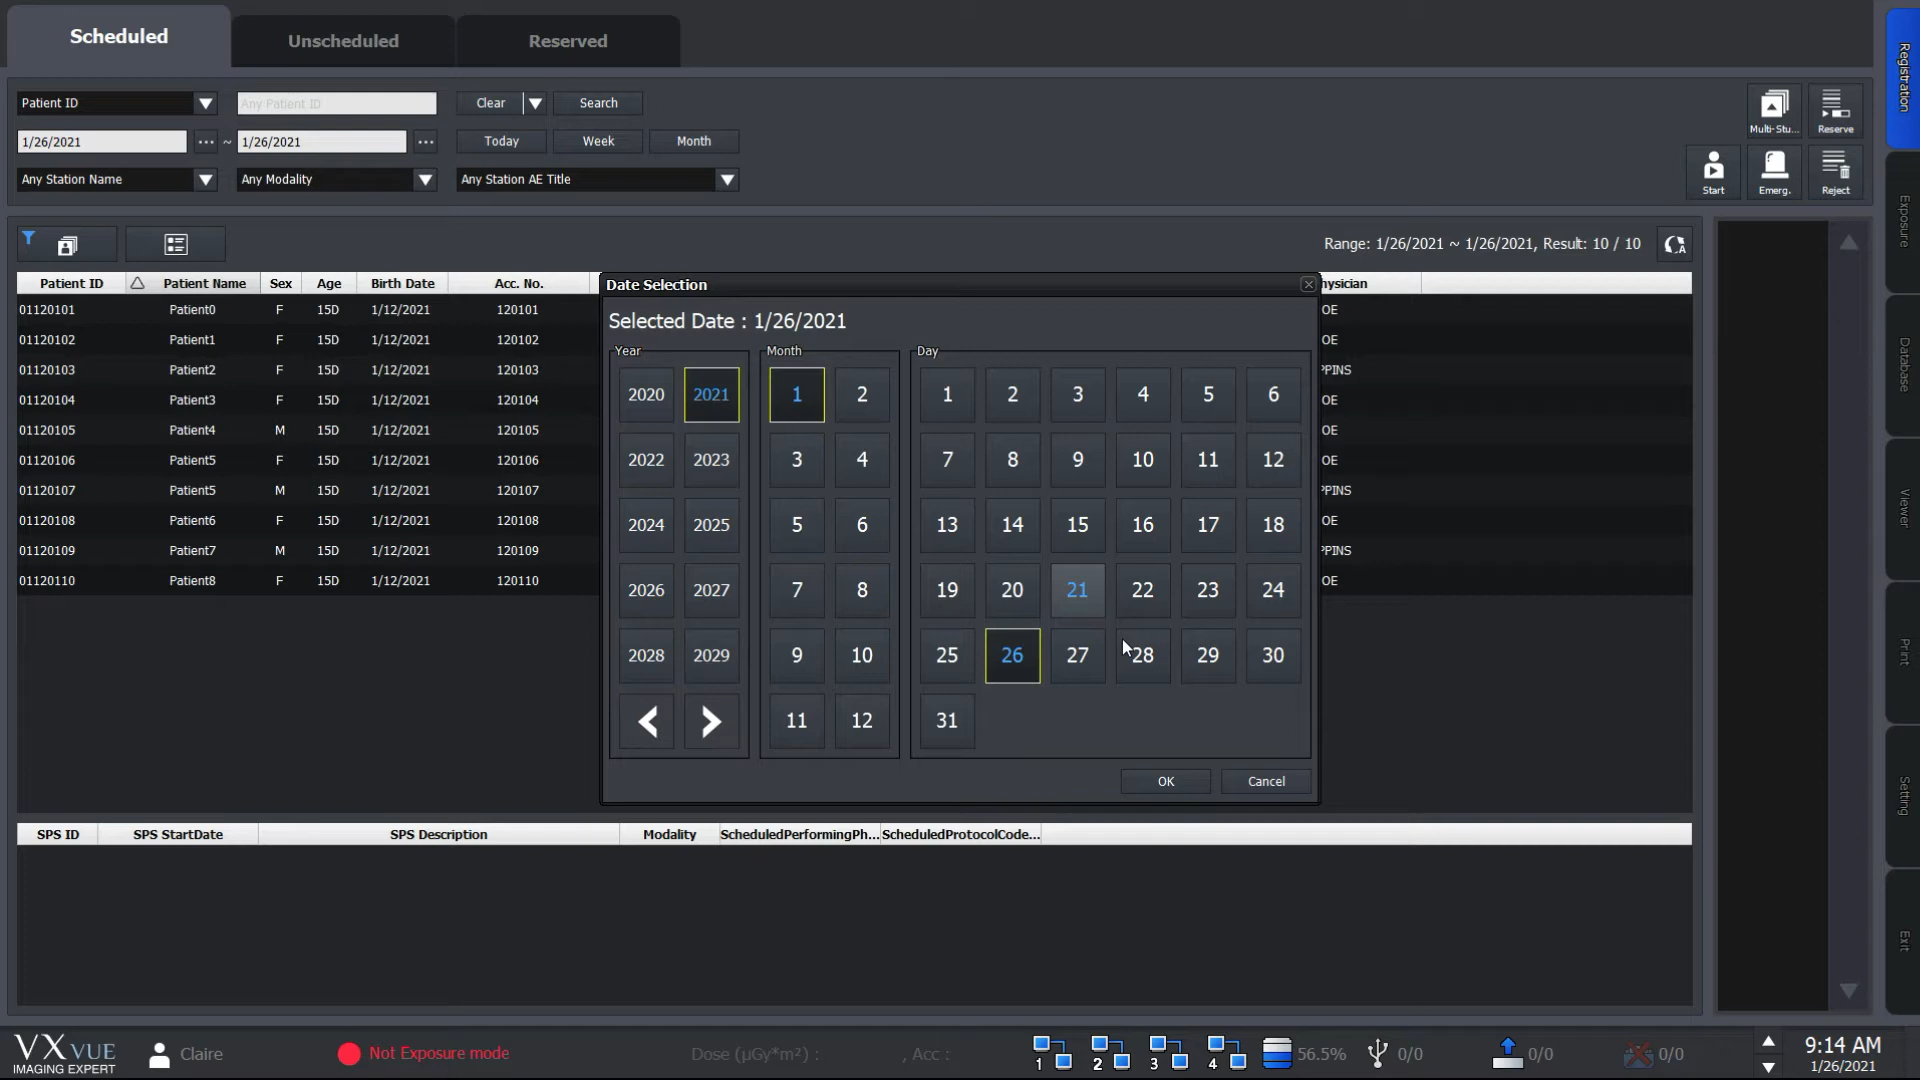 Scheduled
Unscheduled
Reserved
Registration
Exposure
Database
Viewer
Print
Setting
Exit
Patient ID
Any Patient ID
Clear
Search
1/26/2021
...
~
1/26/2021
...
Today
Week
Month
Any Station Name
Any Modality
Any Station AE Title
Multi-Stu...
Reserve
Start
Emerg.
Reject
Range: 1/26/2021 ~ 1/26/2021, Result: 10 / 10
Patient ID Patient Name Sex Age Birth Date Acc. No. hysician
01120101 Patient0 F 15D 1/12/2021 120101 OE
01120102 Patient1 F 15D 1/12/2021 120102 OE
01120103 Patient2 F 15D 1/12/2021 120103 PPINS
01120104 Patient3 F 15D 1/12/2021 120104 OE
01120105 Patient4 M 15D 1/12/2021 120105 OE
01120106 Patient5 F 15D 1/12/2021 120106 OE
01120107 Patient5 M 15D 1/12/2021 120107 PPINS
01120108 Patient6 F 15D 1/12/2021 120108 OE
01120109 Patient7 M 15D 1/12/2021 120109 PPINS
01120110 Patient8 F 15D 1/12/2021 120110 OE
Date Selection
Selected Date : 1/26/2021
Year
2020 2021
2022 2023
2024 2025
2026 2027
2028 2029
Month
1 2
3 4
5 6
7 8
9 10
11 12
Day
1 2 3 4 5 6
7 8 9 10 11 12
13 14 15 16 17 18
19 20 21 22 23 24
25 26 27 28 29 30
31
OK
Cancel
SPS ID SPS StartDate SPS Description Modality ScheduledPerformingPh... ScheduledProtocolCode...
VXVUE
IMAGING EXPERT
Claire
Not Exposure mode
Dose (µGy*m²) : , Acc :
1 2 3 4
56.5%
0/0
0/0
0/0
9:14 AM
1/26/2021